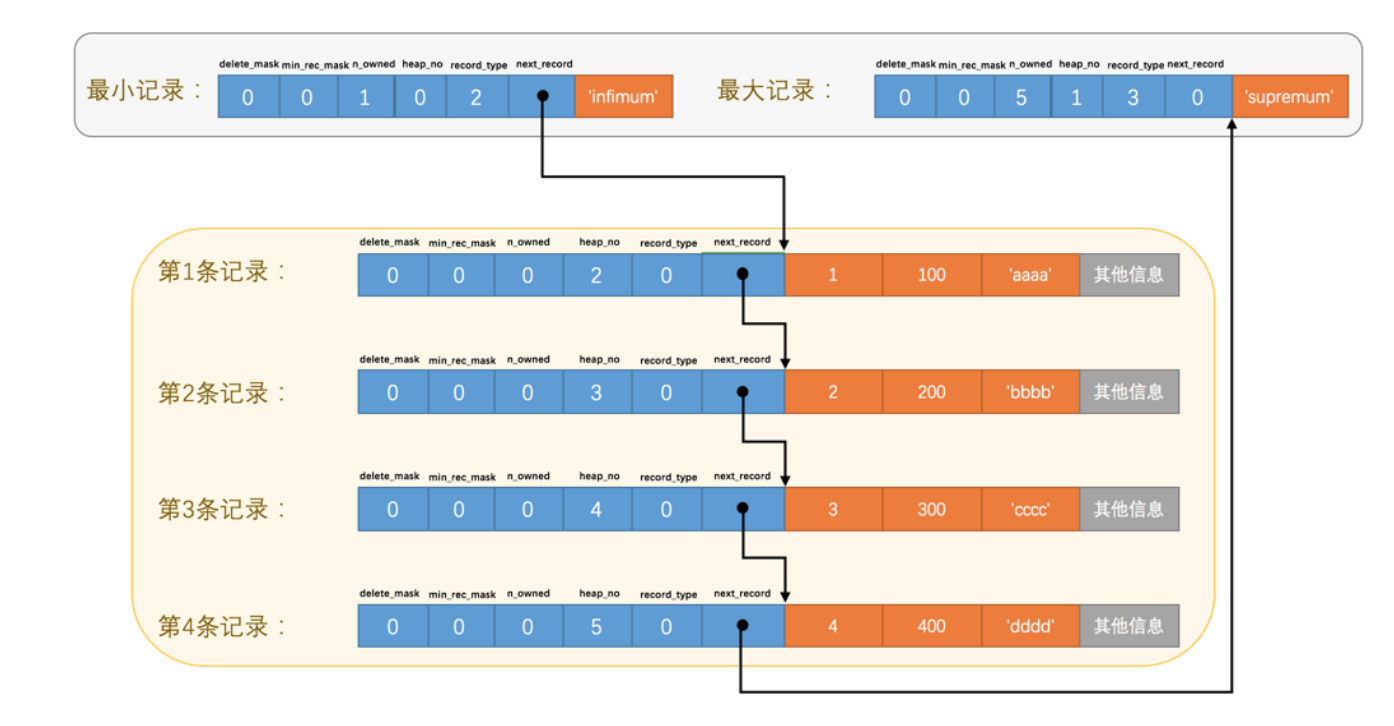 delete_mask min_rec_mask n_owned heap_no record_type next_record delete_mask min_rec_mask n_owned heap_no record_type next_record
最小记录： 0 0 1 0 2 'infimum' 最大记录： 0 0 5 1 3 0 'supremum'
delete_mask min_rec_mask n_owned heap_no record_type next_record
第1条记录： 0 0 0 2 0 1 100 'aaaa' 其他信息
delete_mask min_rec_mask n_owned heap_no record_type next_record
第2条记录： 0 0 0 3 0 2 200 'bbbb' 其他信息
delete_mask min_rec_mask n_owned heap_no record_type next_record
第3条记录： 0 0 0 4 0 3 300 'cccc' 其他信息
delete_mask min_rec_mask n_owned heap_no record_type next_record
第4条记录： 0 0 0 5 0 4 400 'dddd' 其他信息